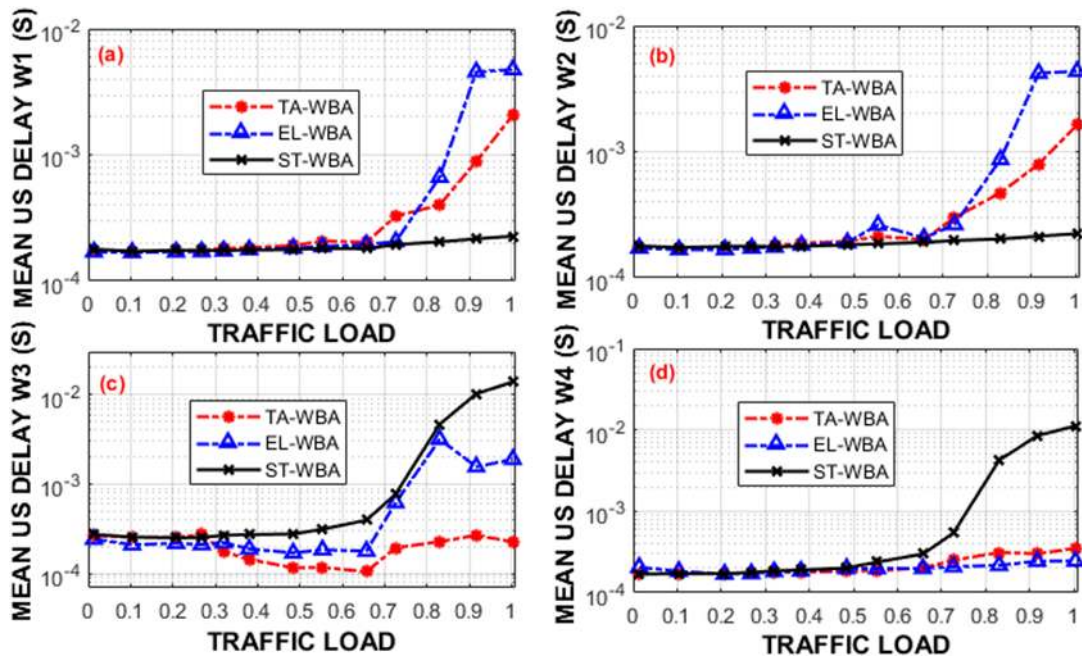 MEAN US DELAY W1 (S)
10^-2
10^-3
10^-4
(a)
TA-WBA
EL-WBA
ST-WBA
0 0.1 0.2 0.3 0.4 0.5 0.6 0.7 0.8 0.9 1
TRAFFIC LOAD
MEAN US DELAY W2 (S)
10^-2
10^-3
10^-4
(b)
TA-WBA
EL-WBA
ST-WBA
0 0.1 0.2 0.3 0.4 0.5 0.6 0.7 0.8 0.9 1
TRAFFIC LOAD
MEAN US DELAY W3 (S)
10^-2
10^-3
10^-4
(c)
TA-WBA
EL-WBA
ST-WBA
0 0.1 0.2 0.3 0.4 0.5 0.6 0.7 0.8 0.9 1
TRAFFIC LOAD
MEAN US DELAY W4 (S)
10^-1
10^-2
10^-3
10^-4
(d)
TA-WBA
EL-WBA
ST-WBA
0 0.1 0.2 0.3 0.4 0.5 0.6 0.7 0.8 0.9 1
TRAFFIC LOAD